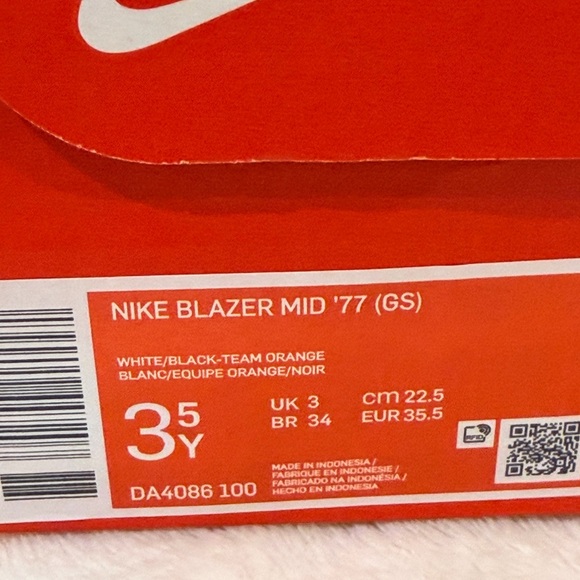 NIKE BLAZER MID '77 (GS)
WHITE/BLACK-TEAM ORANGE
BLANC/EQUIPE ORANGE/NOIR
3 5Y
UK 3 cm 22.5
BR 34 EUR 35.5
RFID
MADE IN INDONESIA /
FABRIQUE EN INDONESIE /
FABRICADO NA INDONÉSIA /
HECHO EN INDONESIA
DA4086 100